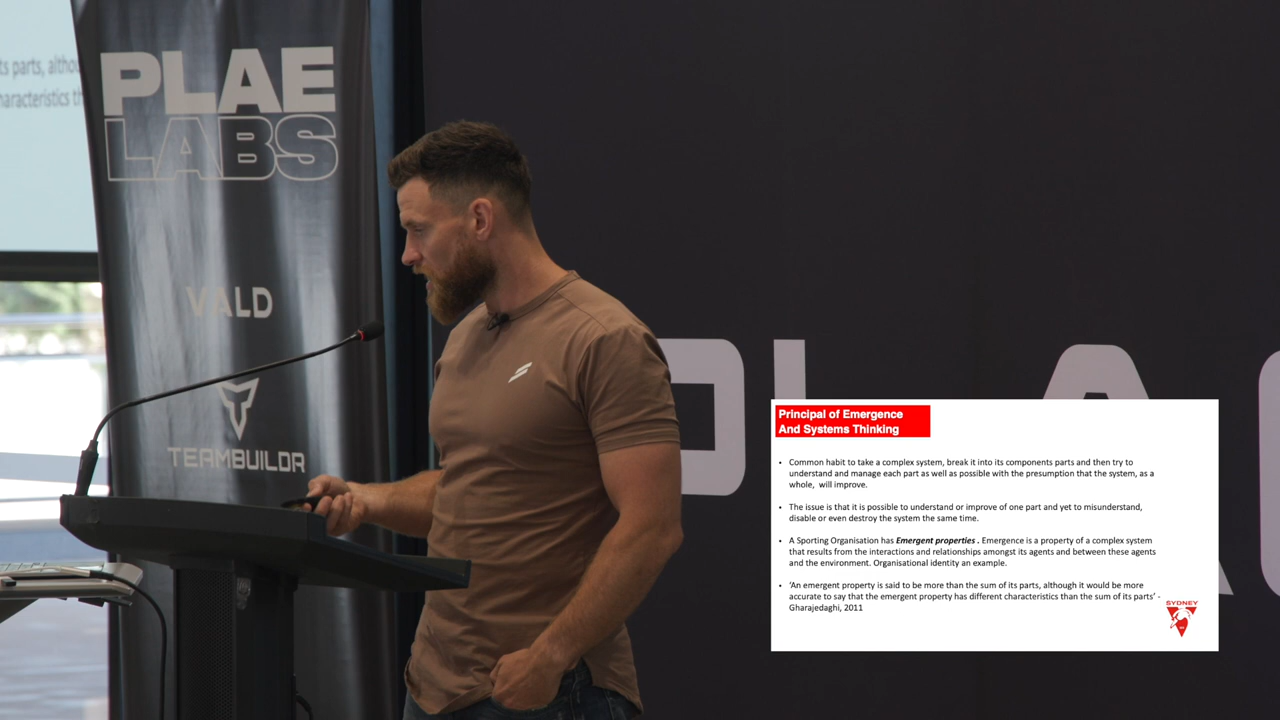 ts parts, althou
haracteristics th
PLAE
LABS
VALD
TEAMBUILDR
PLA
Principal of Emergence
And Systems Thinking
• Common habit to take a complex system, break it into its components parts and then try to
understand and manage each part as well as possible with the presumption that the system, as a
whole, will improve.
• The issue is that it is possible to understand or improve of one part and yet to misunderstand,
disable or even destroy the system the same time.
• A Sporting Organisation has Emergent properties . Emergence is a property of a complex system
that results from the interactions and relationships amongst its agents and between these agents
and the environment. Organisational identity an example.
• ‘An emergent property is said to be more than the sum of its parts, although it would be more
accurate to say that the emergent property has different characteristics than the sum of its parts’ -
Gharajedaghi, 2011
SYDNEY